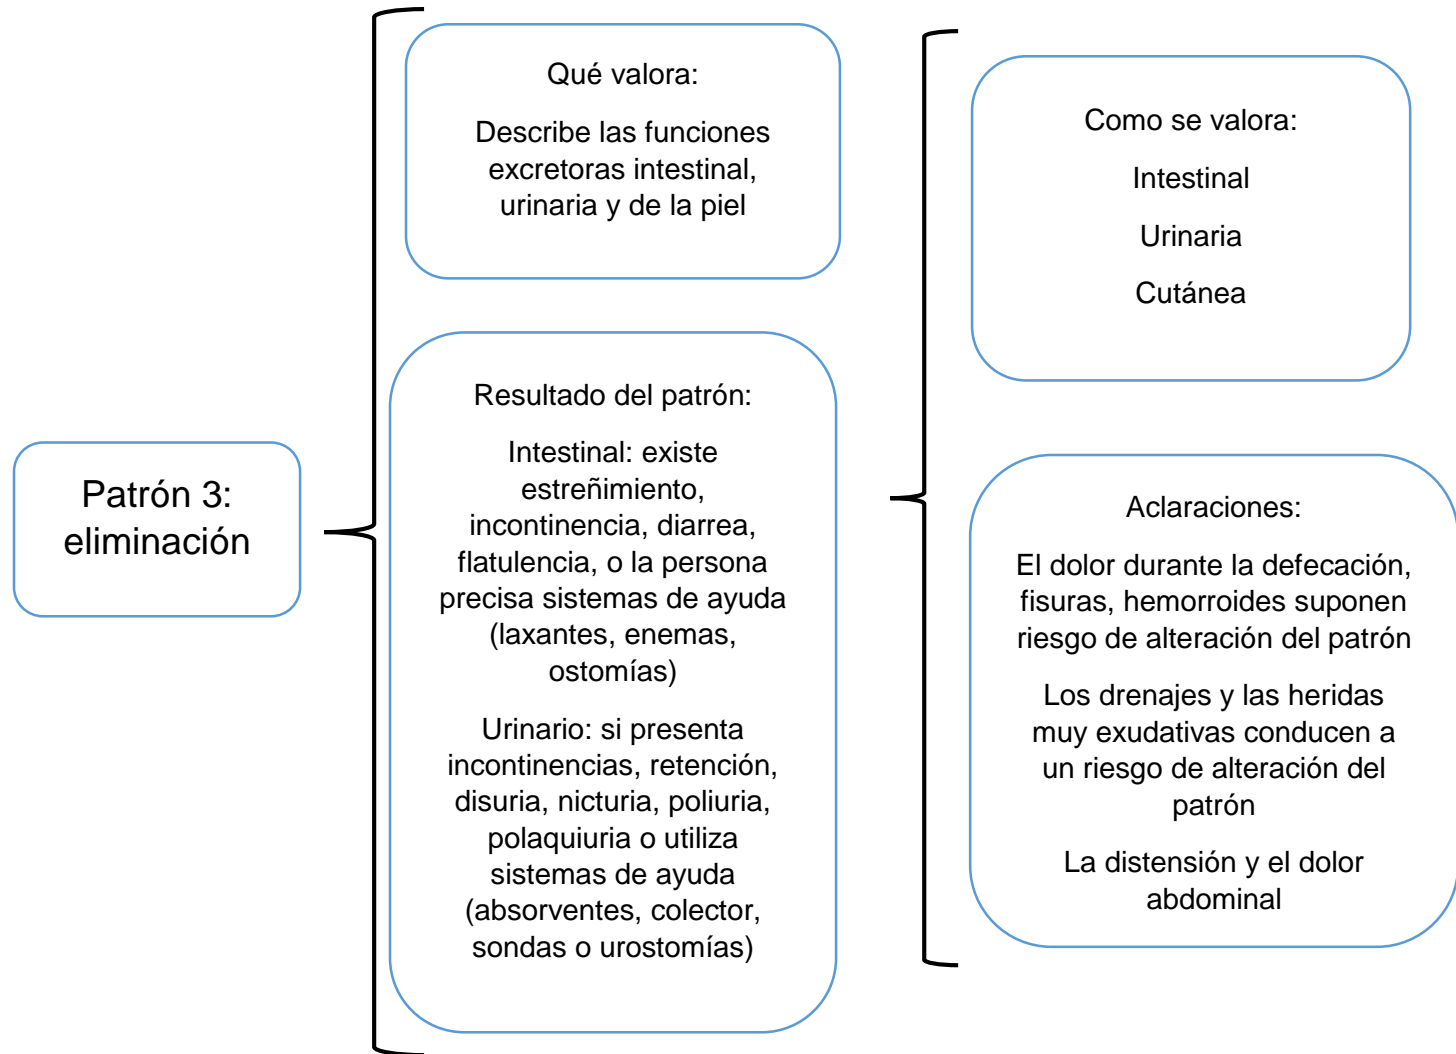 Patrón 3:
eliminación
Qué valora:
Describe las funciones
excretoras intestinal,
urinaria y de la piel
Resultado del patrón:
Intestinal: existe
estreñimiento,
incontinencia, diarrea,
flatulencia, o la persona
precisa sistemas de ayuda
(laxantes, enemas,
ostomías)
Urinario: si presenta
incontinencias, retención,
disuria, nicturia, poliuria,
polaquiuria o utiliza
sistemas de ayuda
(absorventes, colector,
sondas o urostomías)
Como se valora:
Intestinal
Urinaria
Cutánea
Aclaraciones:
El dolor durante la defecación,
fisuras, hemorroides suponen
riesgo de alteración del patrón
Los drenajes y las heridas
muy exudativas conducen a
un riesgo de alteración del
patrón
La distensión y el dolor
abdominal